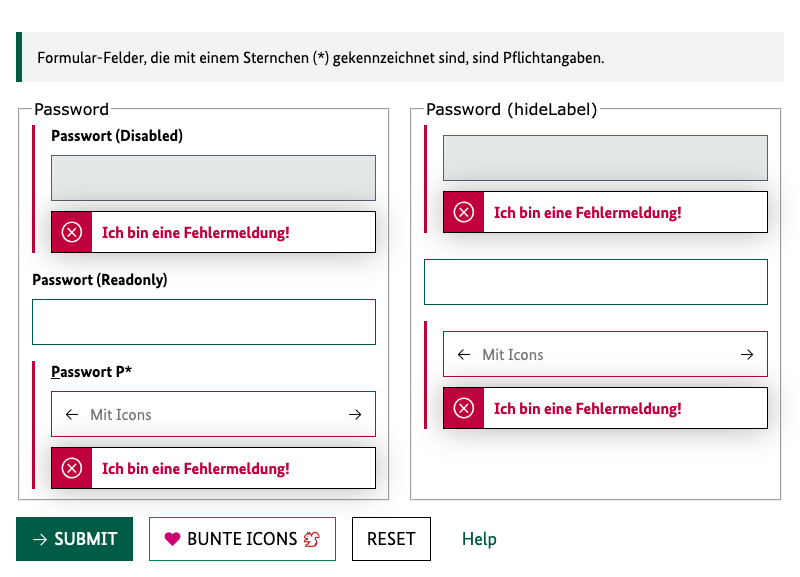 Formular-Felder, die mit einem Sternchen (*) gekennzeichnet sind, sind Pflichtangaben.
Password
Passwort (Disabled)
Ich bin eine Fehlermeldung!
Passwort (Readonly)
Passwort P*
Mit Icons
Ich bin eine Fehlermeldung!
Password (hideLabel)
Ich bin eine Fehlermeldung!
Mit Icons
Ich bin eine Fehlermeldung!
SUBMIT
BUNTE ICONS
RESET
Help